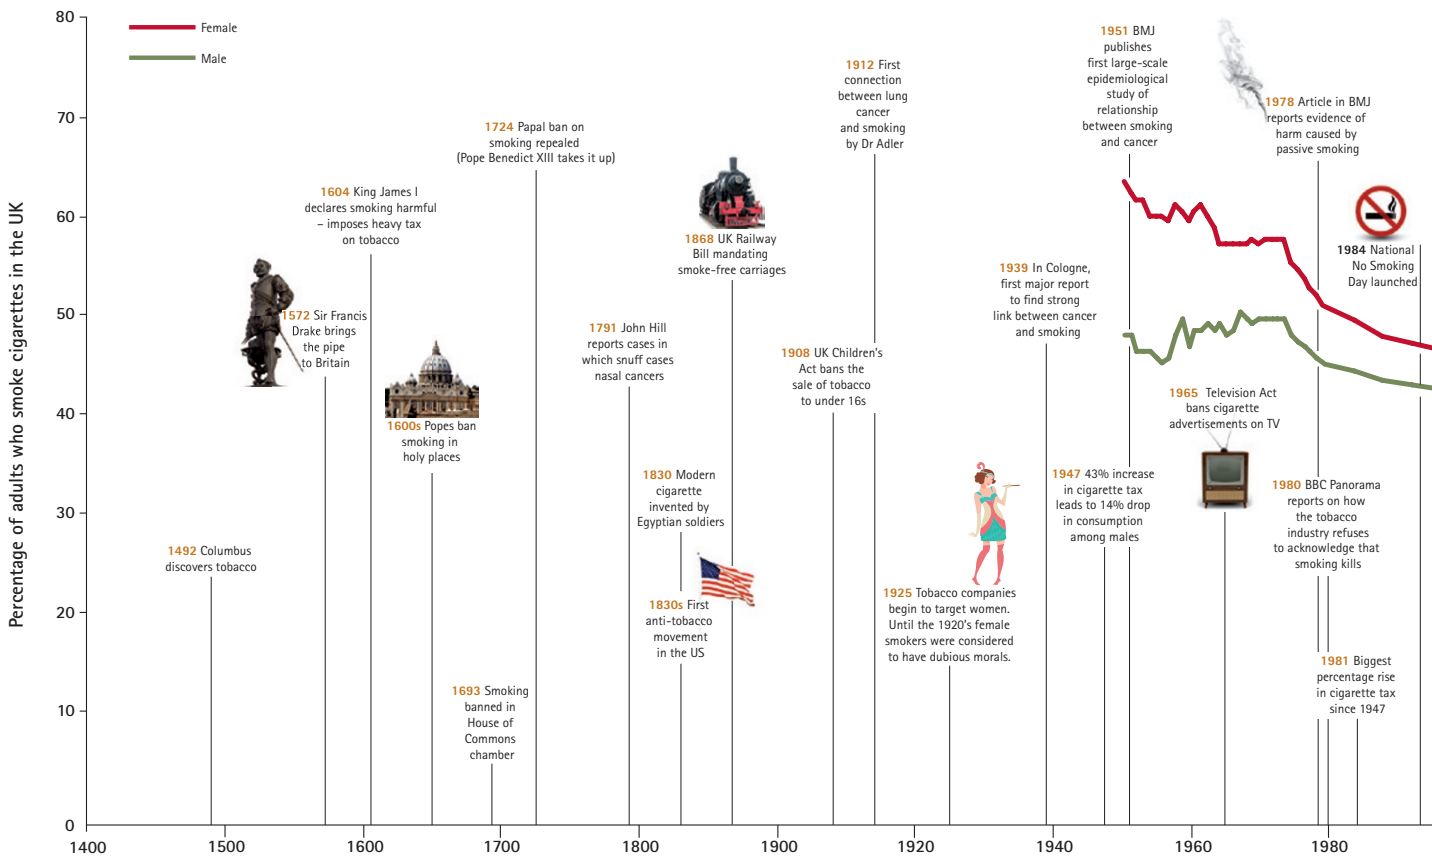 80
70
60
50
40
30
20
10
0
Percentage of adults who smoke cigarettes in the UK
Female
Male
1492 Columbus
discovers tobacco
1572 Sir Francis
Drake brings
the pipe
to Britain
1604 King James I
declares smoking harmful
– imposes heavy tax
on tobacco
1600s Popes ban
smoking in
holy places
1693 Smoking
banned in
House of
Commons
chamber
1724 Papal ban on
smoking repealed
(Pope Benedict XIII takes it up)
1791 John Hill
reports cases in
which snuff cases
nasal cancers
1830 Modern
cigarette
invented by
Egyptian soldiers
1830s First
anti-tobacco
movement
in the US
1868 UK Railway
Bill mandating
smoke-free carriages
1908 UK Children's
Act bans the
sale of tobacco
to under 16s
1912 First
connection
between lung
cancer
and smoking
by Dr Adler
1925 Tobacco companies
begin to target women.
Until the 1920's female
smokers were considered
to have dubious morals.
1939 In Cologne,
first major report
to find strong
link between cancer
and smoking
1947 43% increase
in cigarette tax
leads to 14% drop
in consumption
among males
1951 BMJ
publishes
first large-scale
epidemiological
study of
relationship
between smoking
and cancer
1965 Television Act
bans cigarette
advertisements on TV
1978 Article in BMJ
reports evidence of
harm caused by
passive smoking
1980 BBC Panorama
reports on how
the tobacco
industry refuses
to acknowledge that
smoking kills
1981 Biggest
percentage rise
in cigarette tax
since 1947
1984 National
No Smoking
Day launched
1400
1500
1600
1700
1800
1900
1920
1940
1960
1980